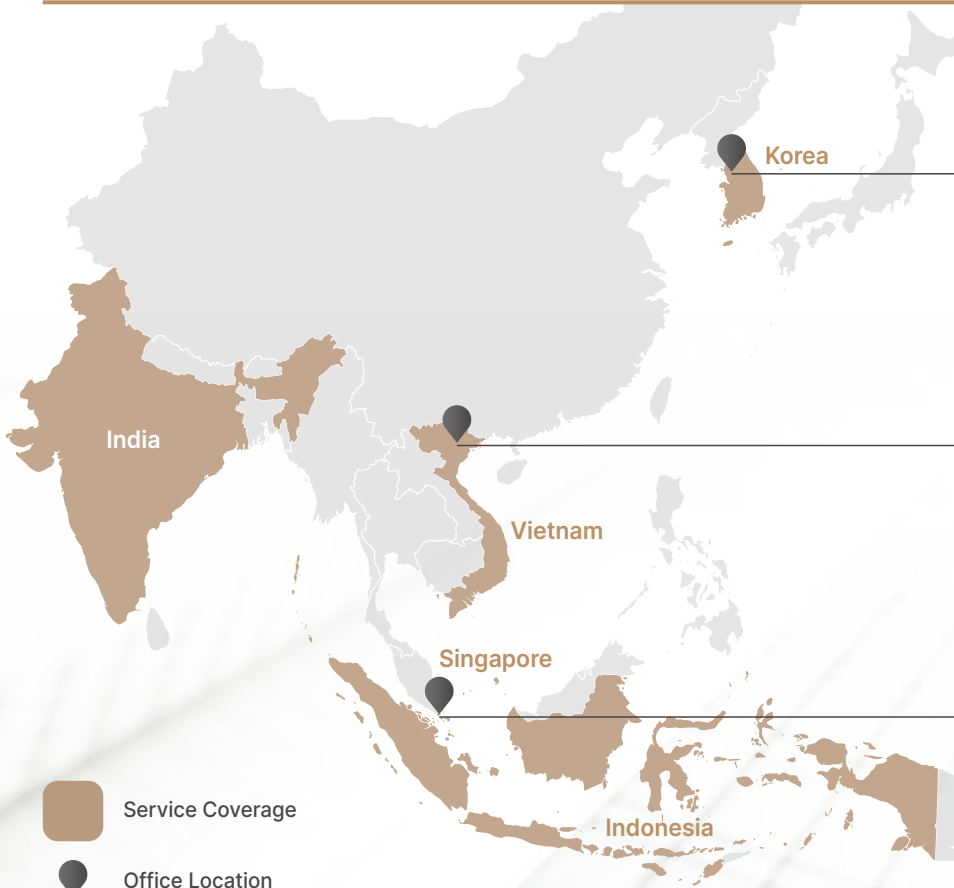 Korea
India
Vietnam
Singapore
Indonesia
Service Coverage
Office Location